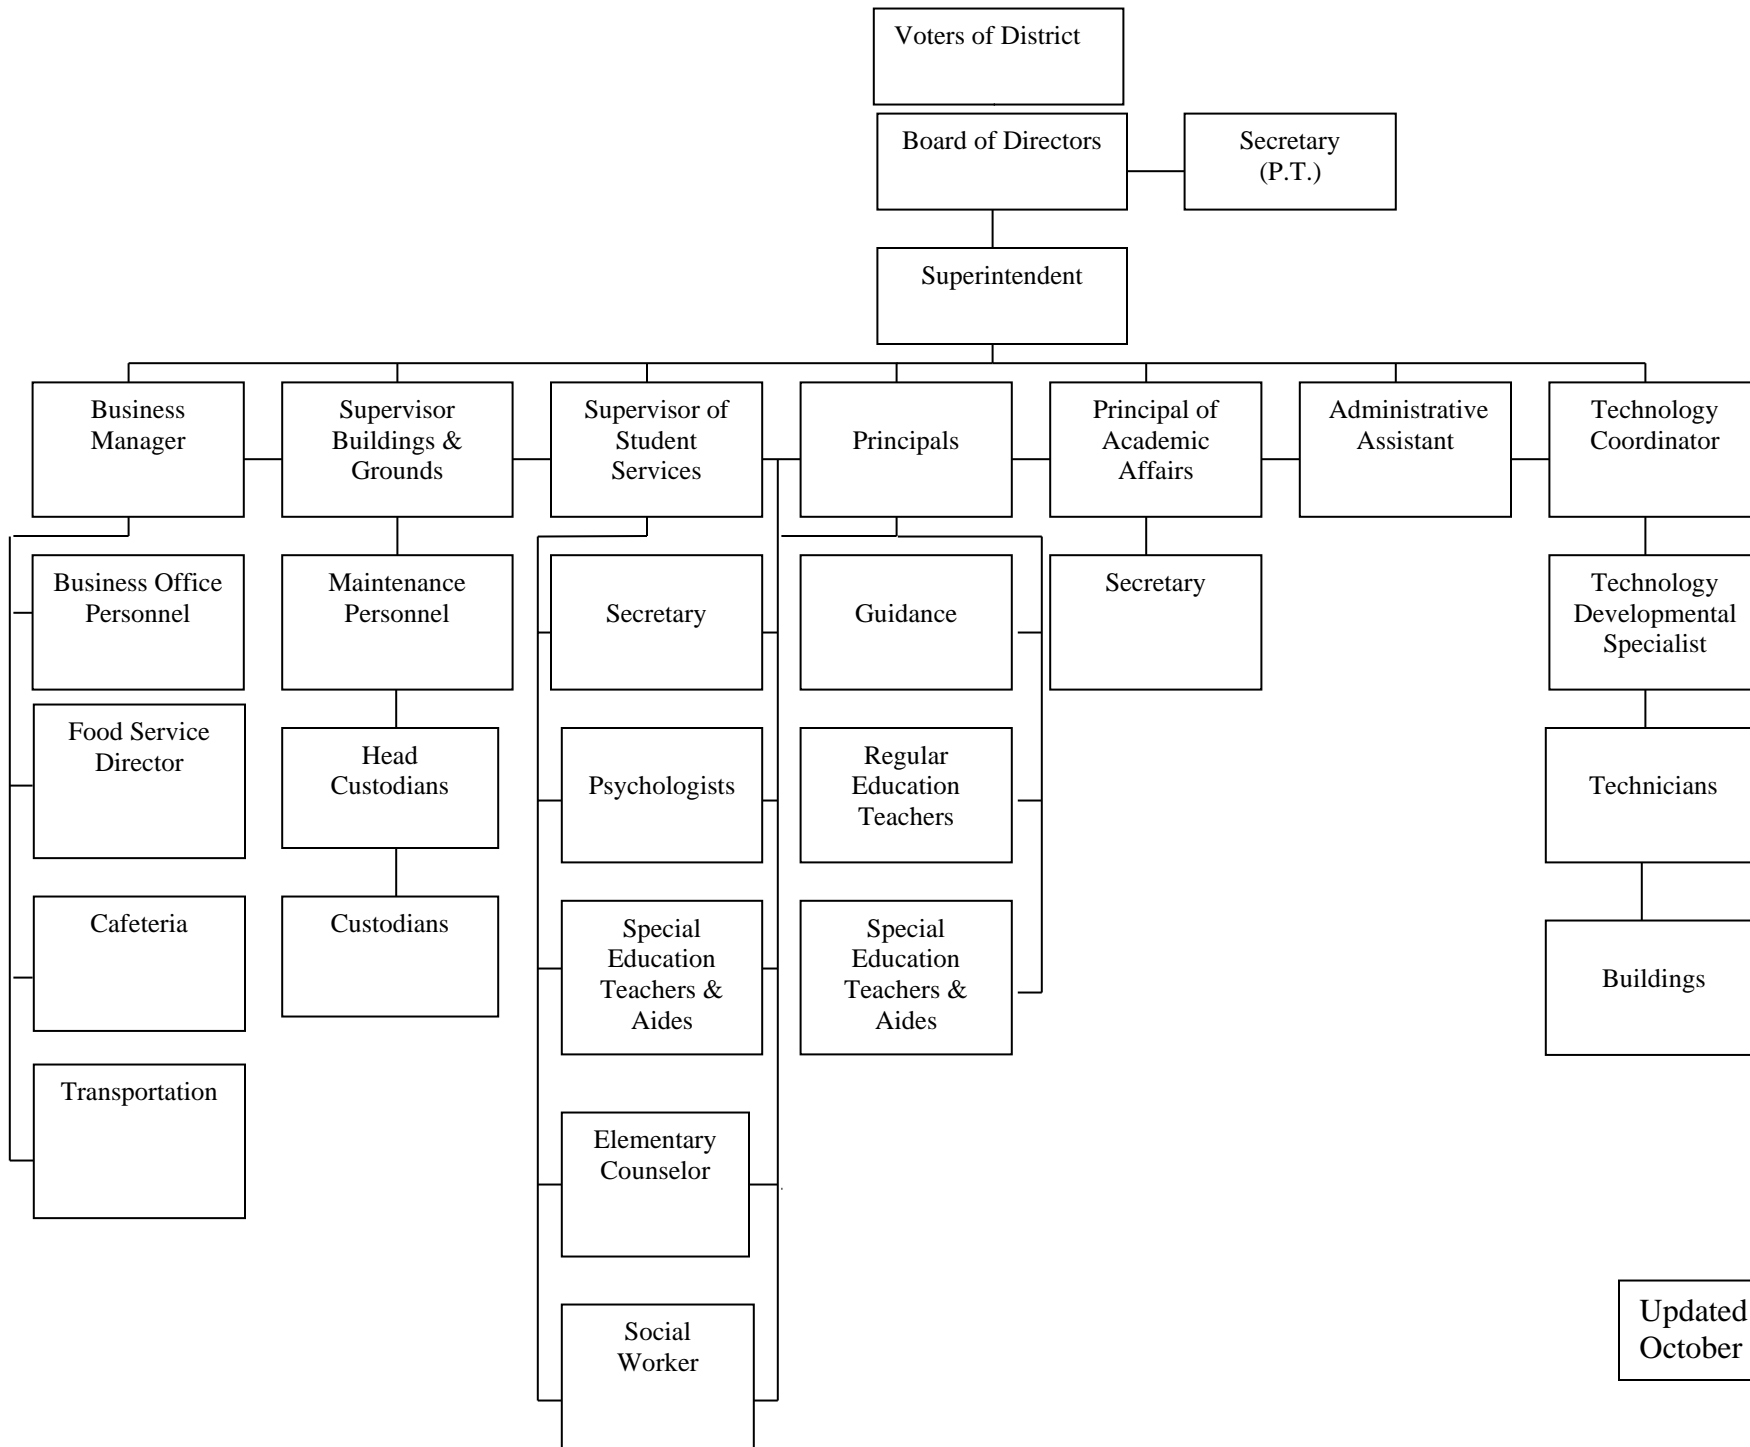 Voters of District
Board of Directors
Secretary
(P.T.)
Superintendent
Business
Manager
Supervisor
Buildings &
Grounds
Supervisor of
Student
Services
Principals
Principal of
Academic
Affairs
Administrative
Assistant
Technology
Coordinator
Business Office
Personnel
Maintenance
Personnel
Secretary
Guidance
Secretary
Technology
Developmental
Specialist
Food Service
Director
Head
Custodians
Psychologists
Regular
Education
Teachers
Technicians
Cafeteria
Custodians
Special
Education
Teachers &
Aides
Special
Education
Teachers &
Aides
Buildings
Transportation
Elementary
Counselor
Social
Worker
Updated
October